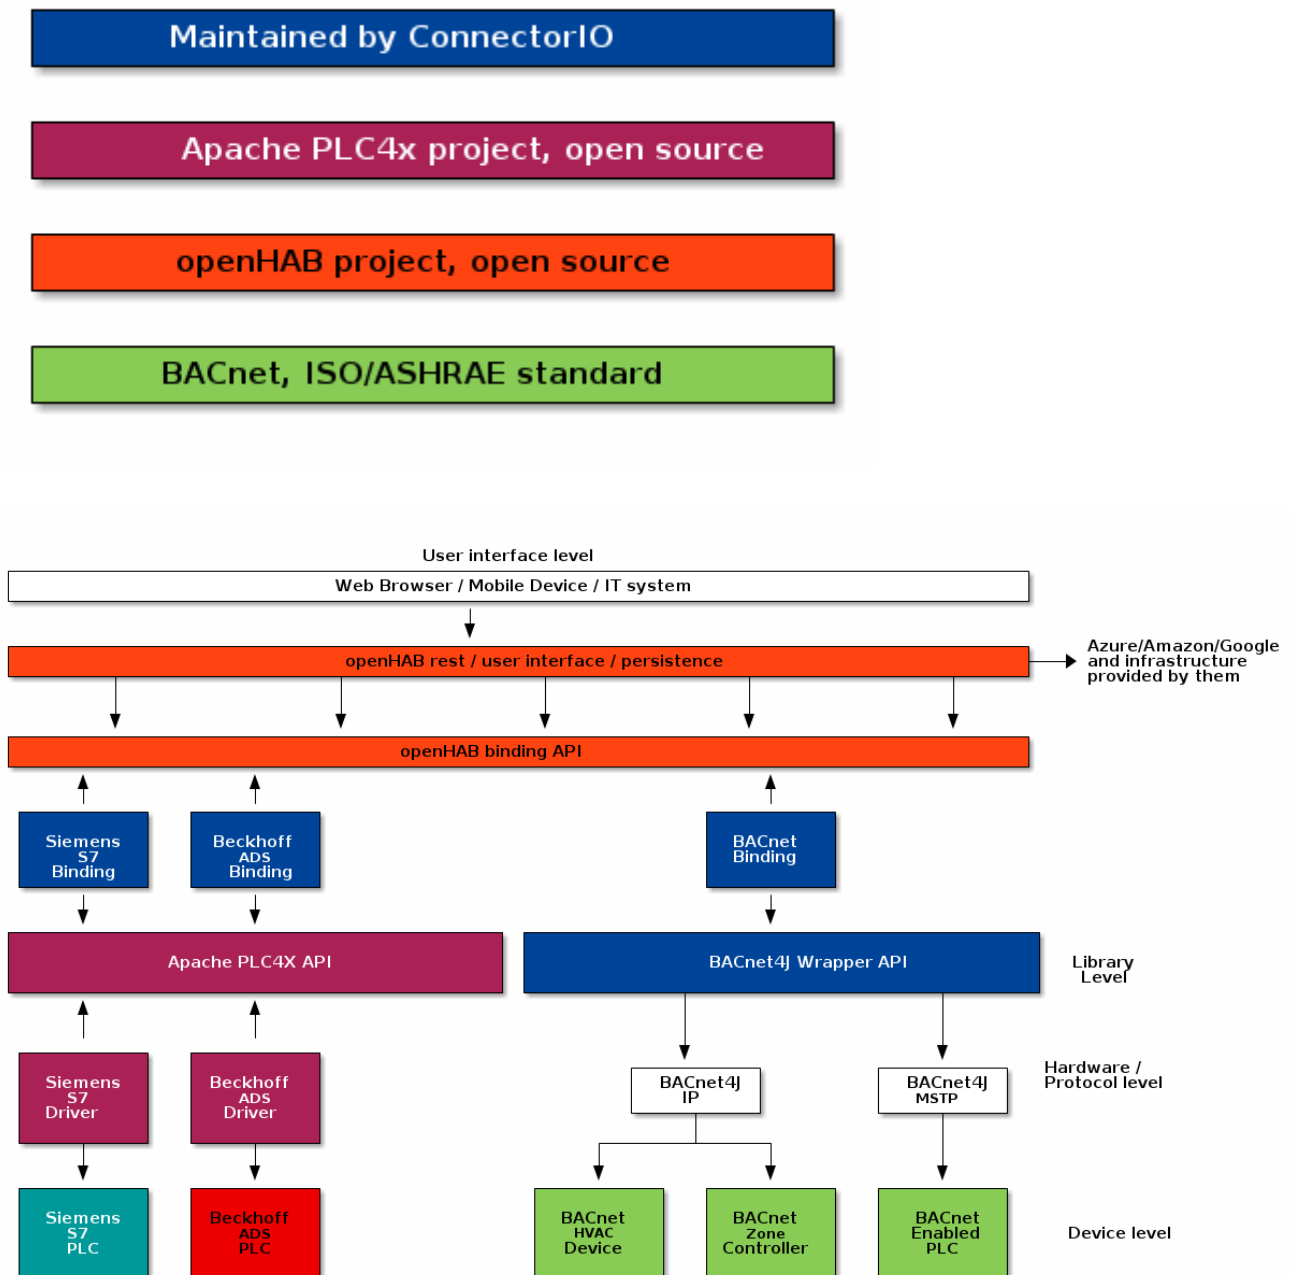 Maintained by ConnectorIO
Apache PLC4x project, open source
openHAB project, open source
BACnet, ISO/ASHRAE standard
User interface level
Web Browser / Mobile Device / IT system
openHAB rest / user interface / persistence
Azure/Amazon/Google
and infrastructure
provided by them
openHAB binding API
Siemens
S7
Binding
Beckhoff
ADS
Binding
BACnet
Binding
Apache PLC4X API
BACnet4J Wrapper API
Library
Level
Siemens
S7
Driver
Beckhoff
ADS
Driver
BACnet4J
IP
BACnet4J
MSTP
Hardware /
Protocol level
Siemens
S7
PLC
Beckhoff
ADS
PLC
BACnet
HVAC
Device
BACnet
Zone
Controller
BACnet
Enabled
PLC
Device level